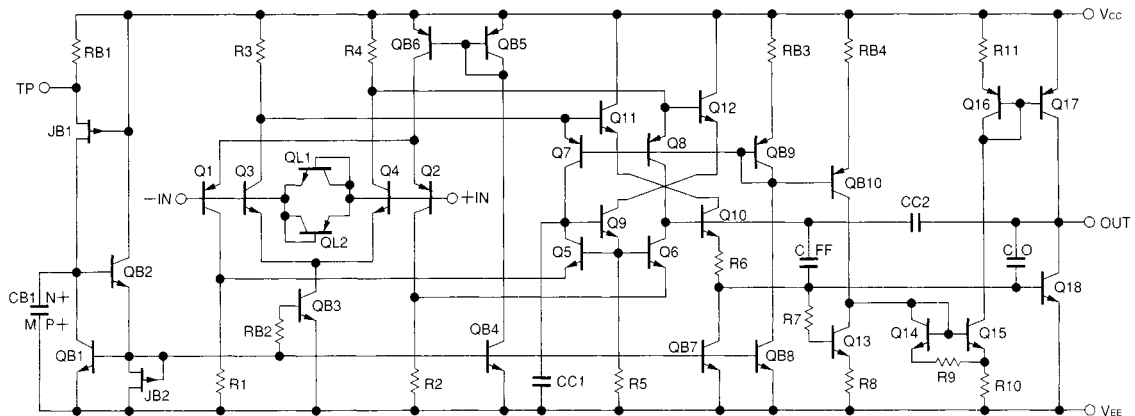 VCC
RB1
R3
R4
QB6
QB5
RB3
RB4
R11
TP
Q12
Q16
Q17
JB1
Q11
Q7
Q8
QB9
QL1
Q1
Q3
Q4
Q2
QB10
−IN
+IN
CC2
QL2
Q9
Q10
OUT
Q5
Q6
C_FF
CLO
QB2
R6
Q18
CB1 N+
M P+
QB3
RB2
R7
Q13
Q14
Q15
QB4
QB1
QB7
QB8
R9
JB2
R1
R2
CC1
R5
R8
R10
VEE